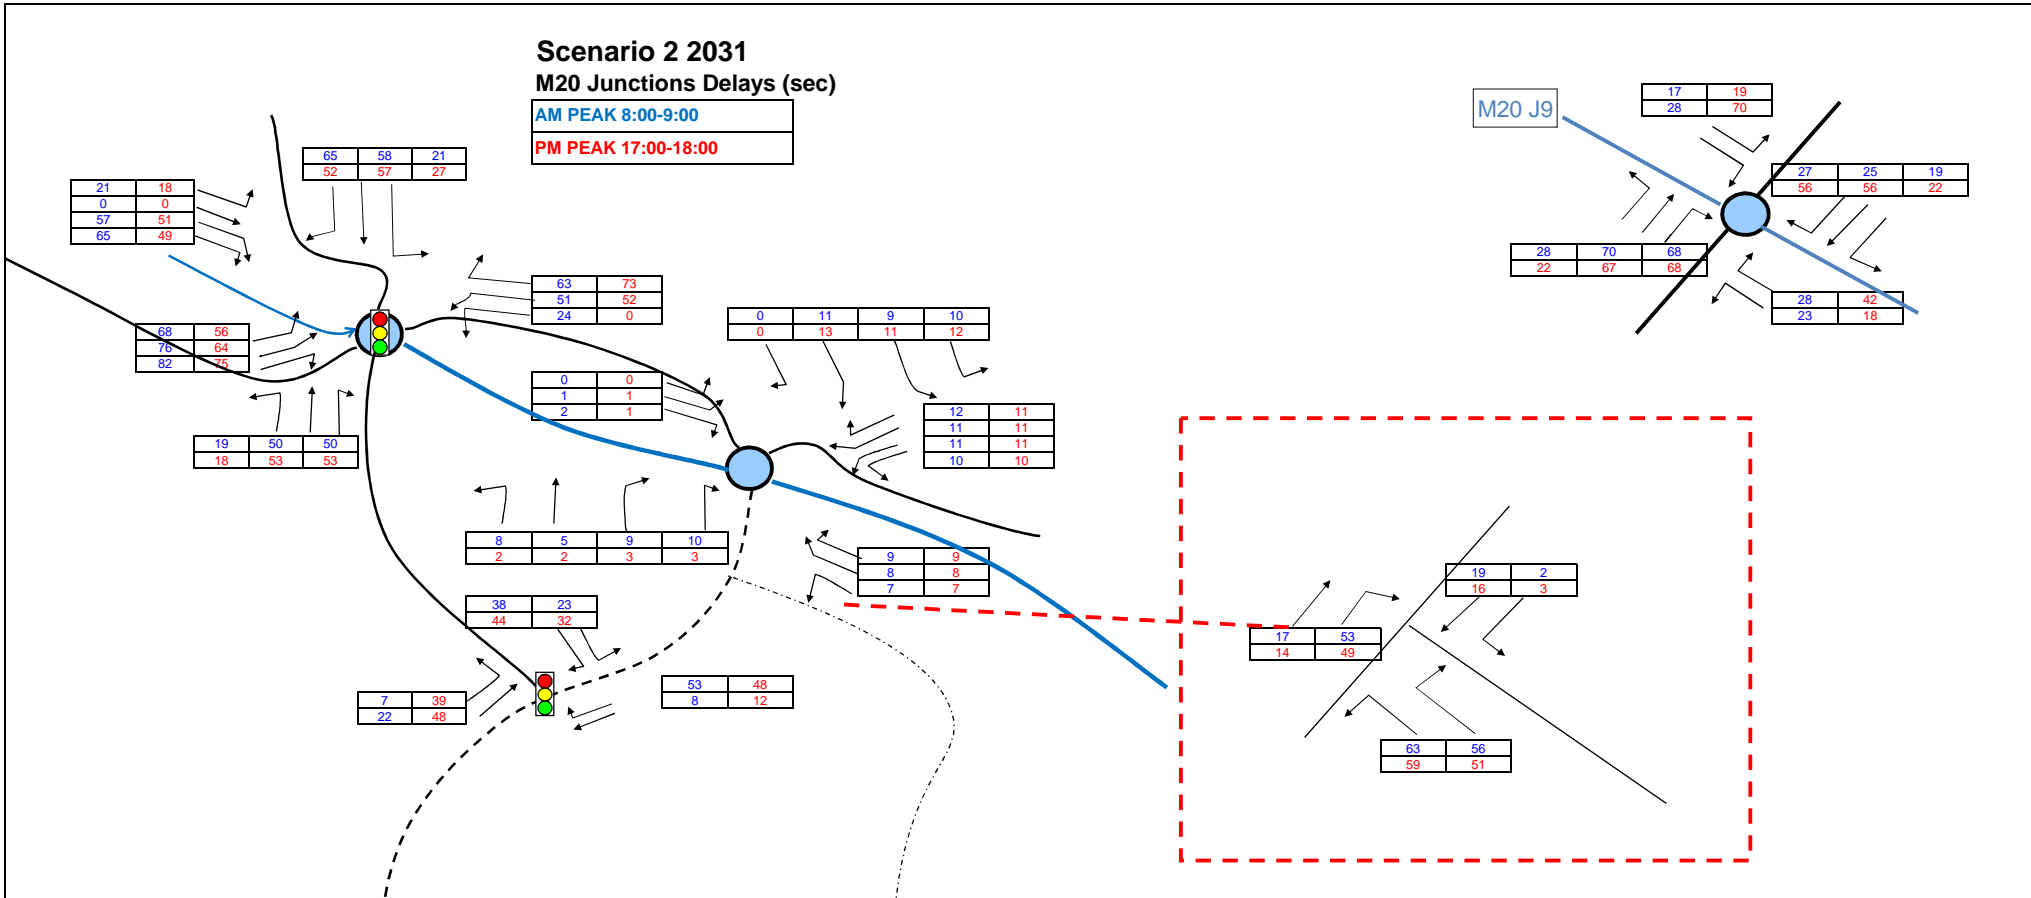 Scenario 2 2031
M20 Junctions Delays (sec)
AM PEAK 8:00-9:00
PM PEAK 17:00-18:00
M20 J9
17 19
28 70
27 25 19
56 56 22
28 70 68
22 67 68
28 42
23 18
65 58 21
52 57 27
21 18
0 0
57 51
65 49
63 73
51 52
24 0
68 56
76 64
82 75
19 50 50
18 53 53
0 11 9 10
0 13 11 12
0 0
1 1
2 1
12 11
11 11
11 11
10 10
8 5 9 10
2 2 3 3
9 9
8 8
7 7
38 23
44 32
7 39
22 48
53 48
8 12
19 2
16 3
17 53
14 49
63 56
59 51